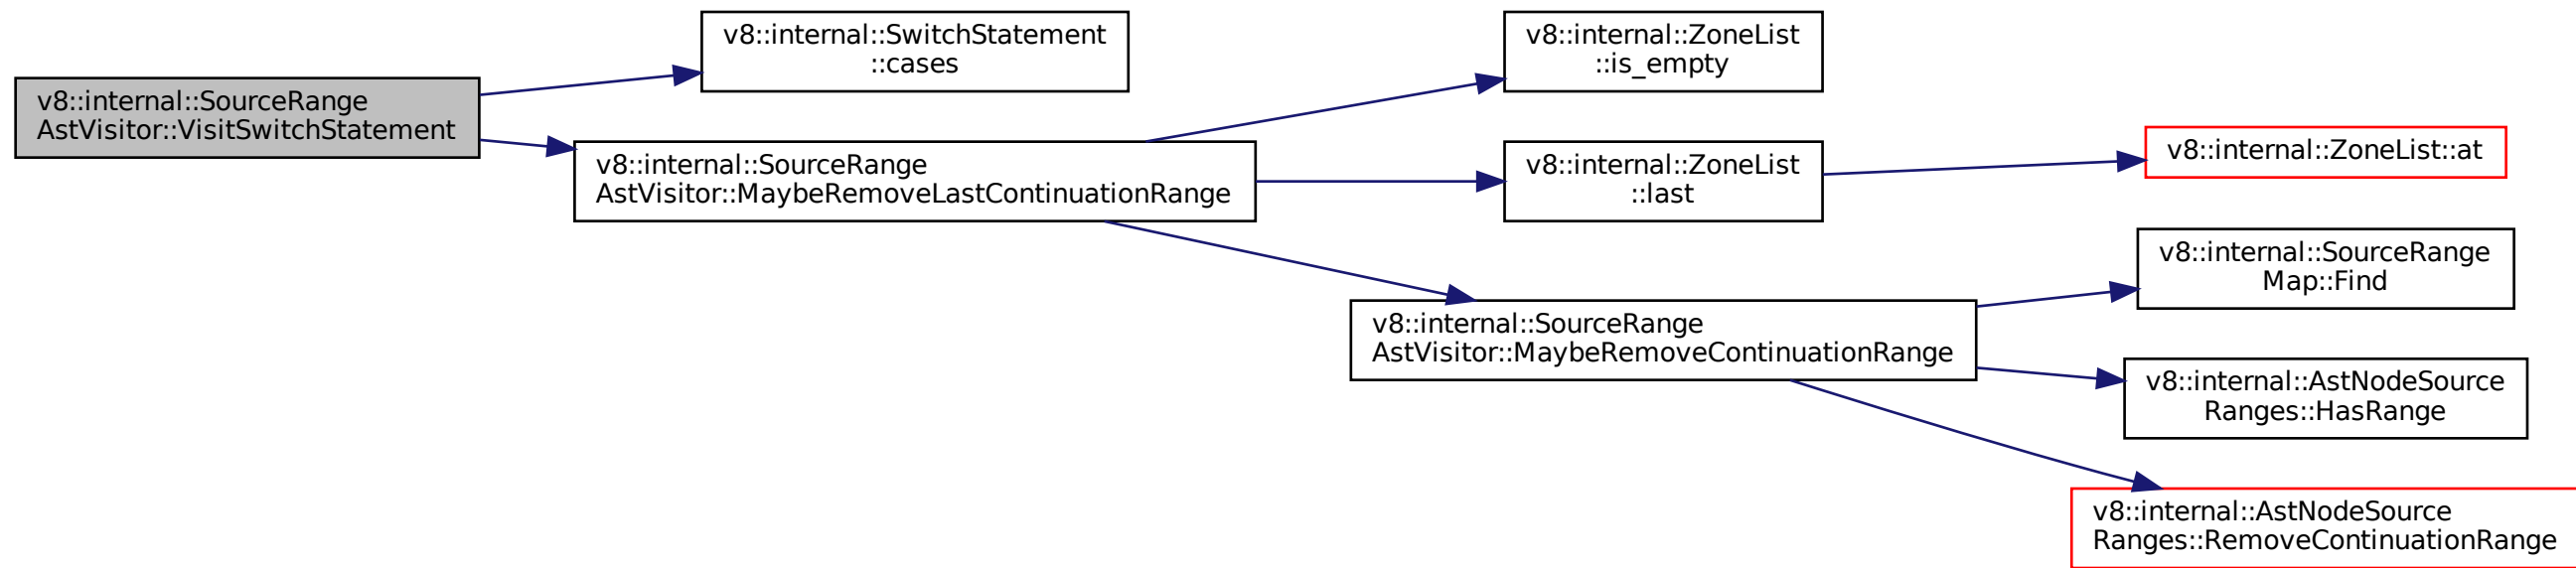 v8::internal::SourceRange
AstVisitor::VisitSwitchStatement
v8::internal::SwitchStatement
::cases
v8::internal::SourceRange
AstVisitor::MaybeRemoveLastContinuationRange
v8::internal::ZoneList
::is_empty
v8::internal::ZoneList
::last
v8::internal::ZoneList::at
v8::internal::SourceRange
AstVisitor::MaybeRemoveContinuationRange
v8::internal::SourceRange
Map::Find
v8::internal::AstNodeSource
Ranges::HasRange
v8::internal::AstNodeSource
Ranges::RemoveContinuationRange